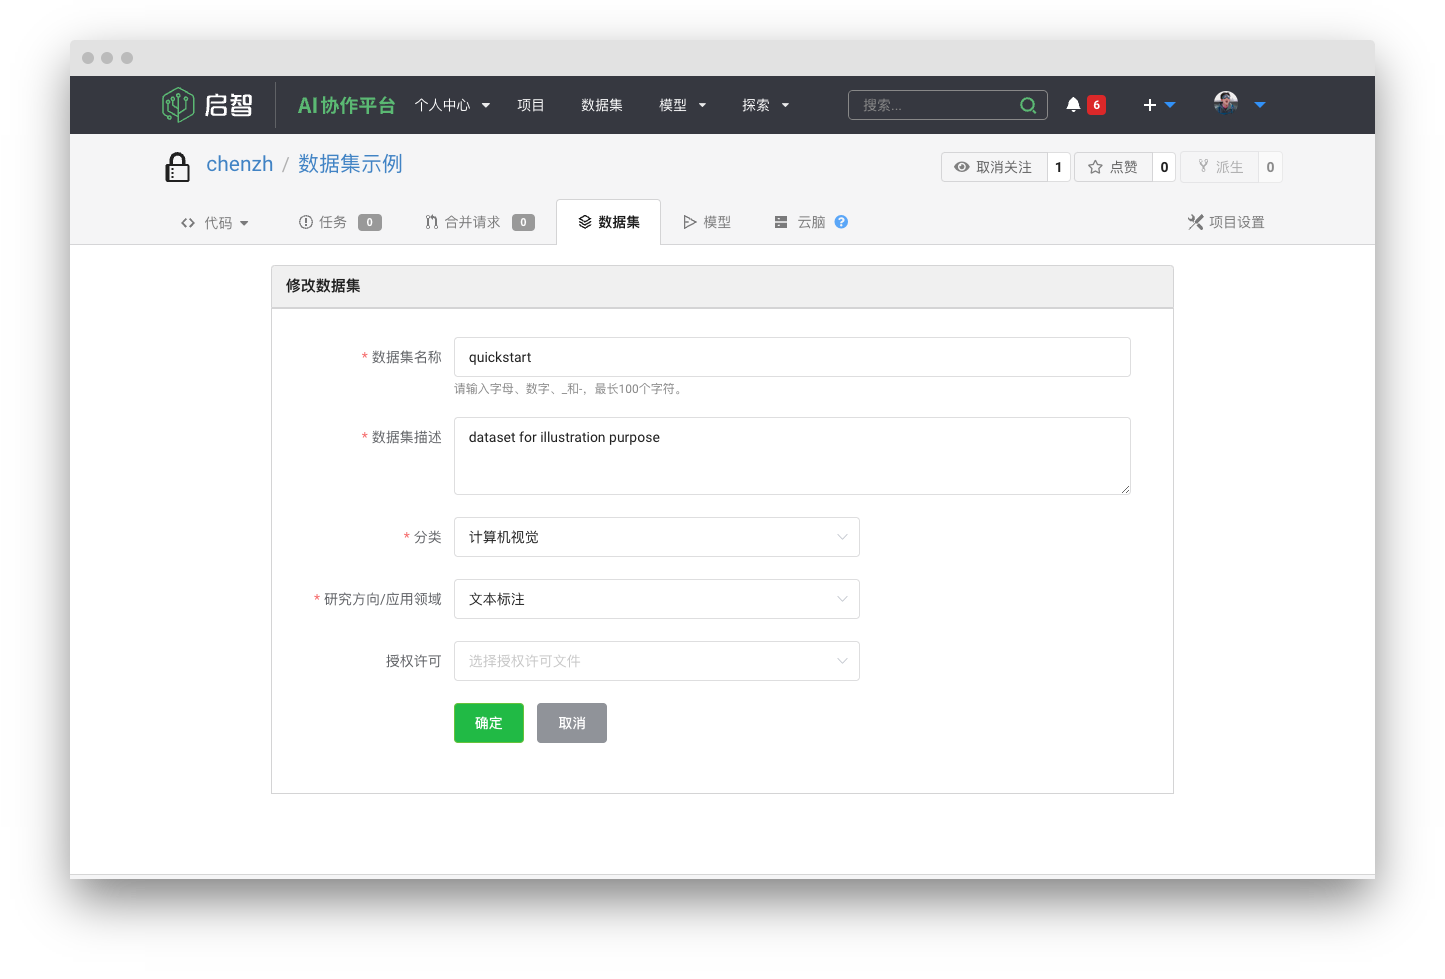 启智 AI协作平台 个人中心 项目 数据集 模型 探索 搜索... 6
chenzh / 数据集示例 取消关注 1 点赞 0 派生 0
代码 任务 0 合并请求 0 数据集 模型 云脑 ? 项目设置
修改数据集
* 数据集名称 quickstart
请输入字母、数字、_和-，最长100个字符。
* 数据集描述 dataset for illustration purpose
* 分类 计算机视觉
* 研究方向/应用领域 文本标注
授权许可 选择授权许可文件
确定 取消